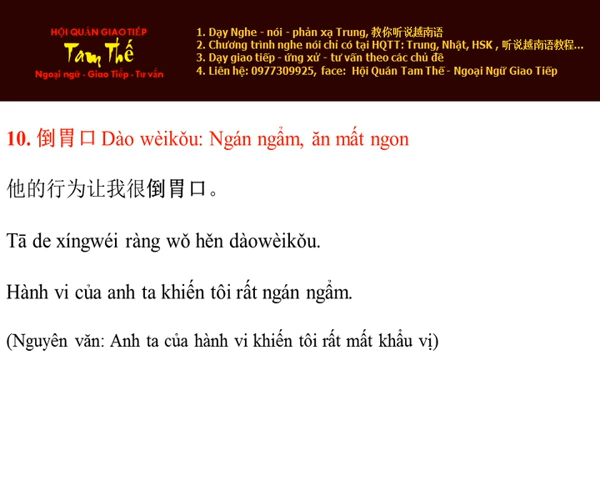 HỘI QUÁN GIAO TIẾP
Tam Thế
Ngoại ngữ - Giao Tiếp - Tư vấn
1. Dạy Nghe - nói - phản xạ Trung, 教你听说越南语
2. Chương trình nghe nói chỉ có tại HQTT: Trung, Nhật, HSK , 听说越南语教程...
3. Dạy giao tiếp - ứng xử - tư vấn theo các chủ đề
4. Liên hệ: 0977309925, face: Hội Quán Tam Thế - Ngoại Ngữ Giao Tiếp
10. 倒胃口 Dào wèikǒu: Ngán ngẩm, ăn mất ngon
他的行为让我很倒胃口。
Tā de xíngwéi ràng wǒ hěn dàowèikǒu.
Hành vi của anh ta khiến tôi rất ngán ngẩm.
(Nguyên văn: Anh ta của hành vi khiến tôi rất mất khẩu vị)